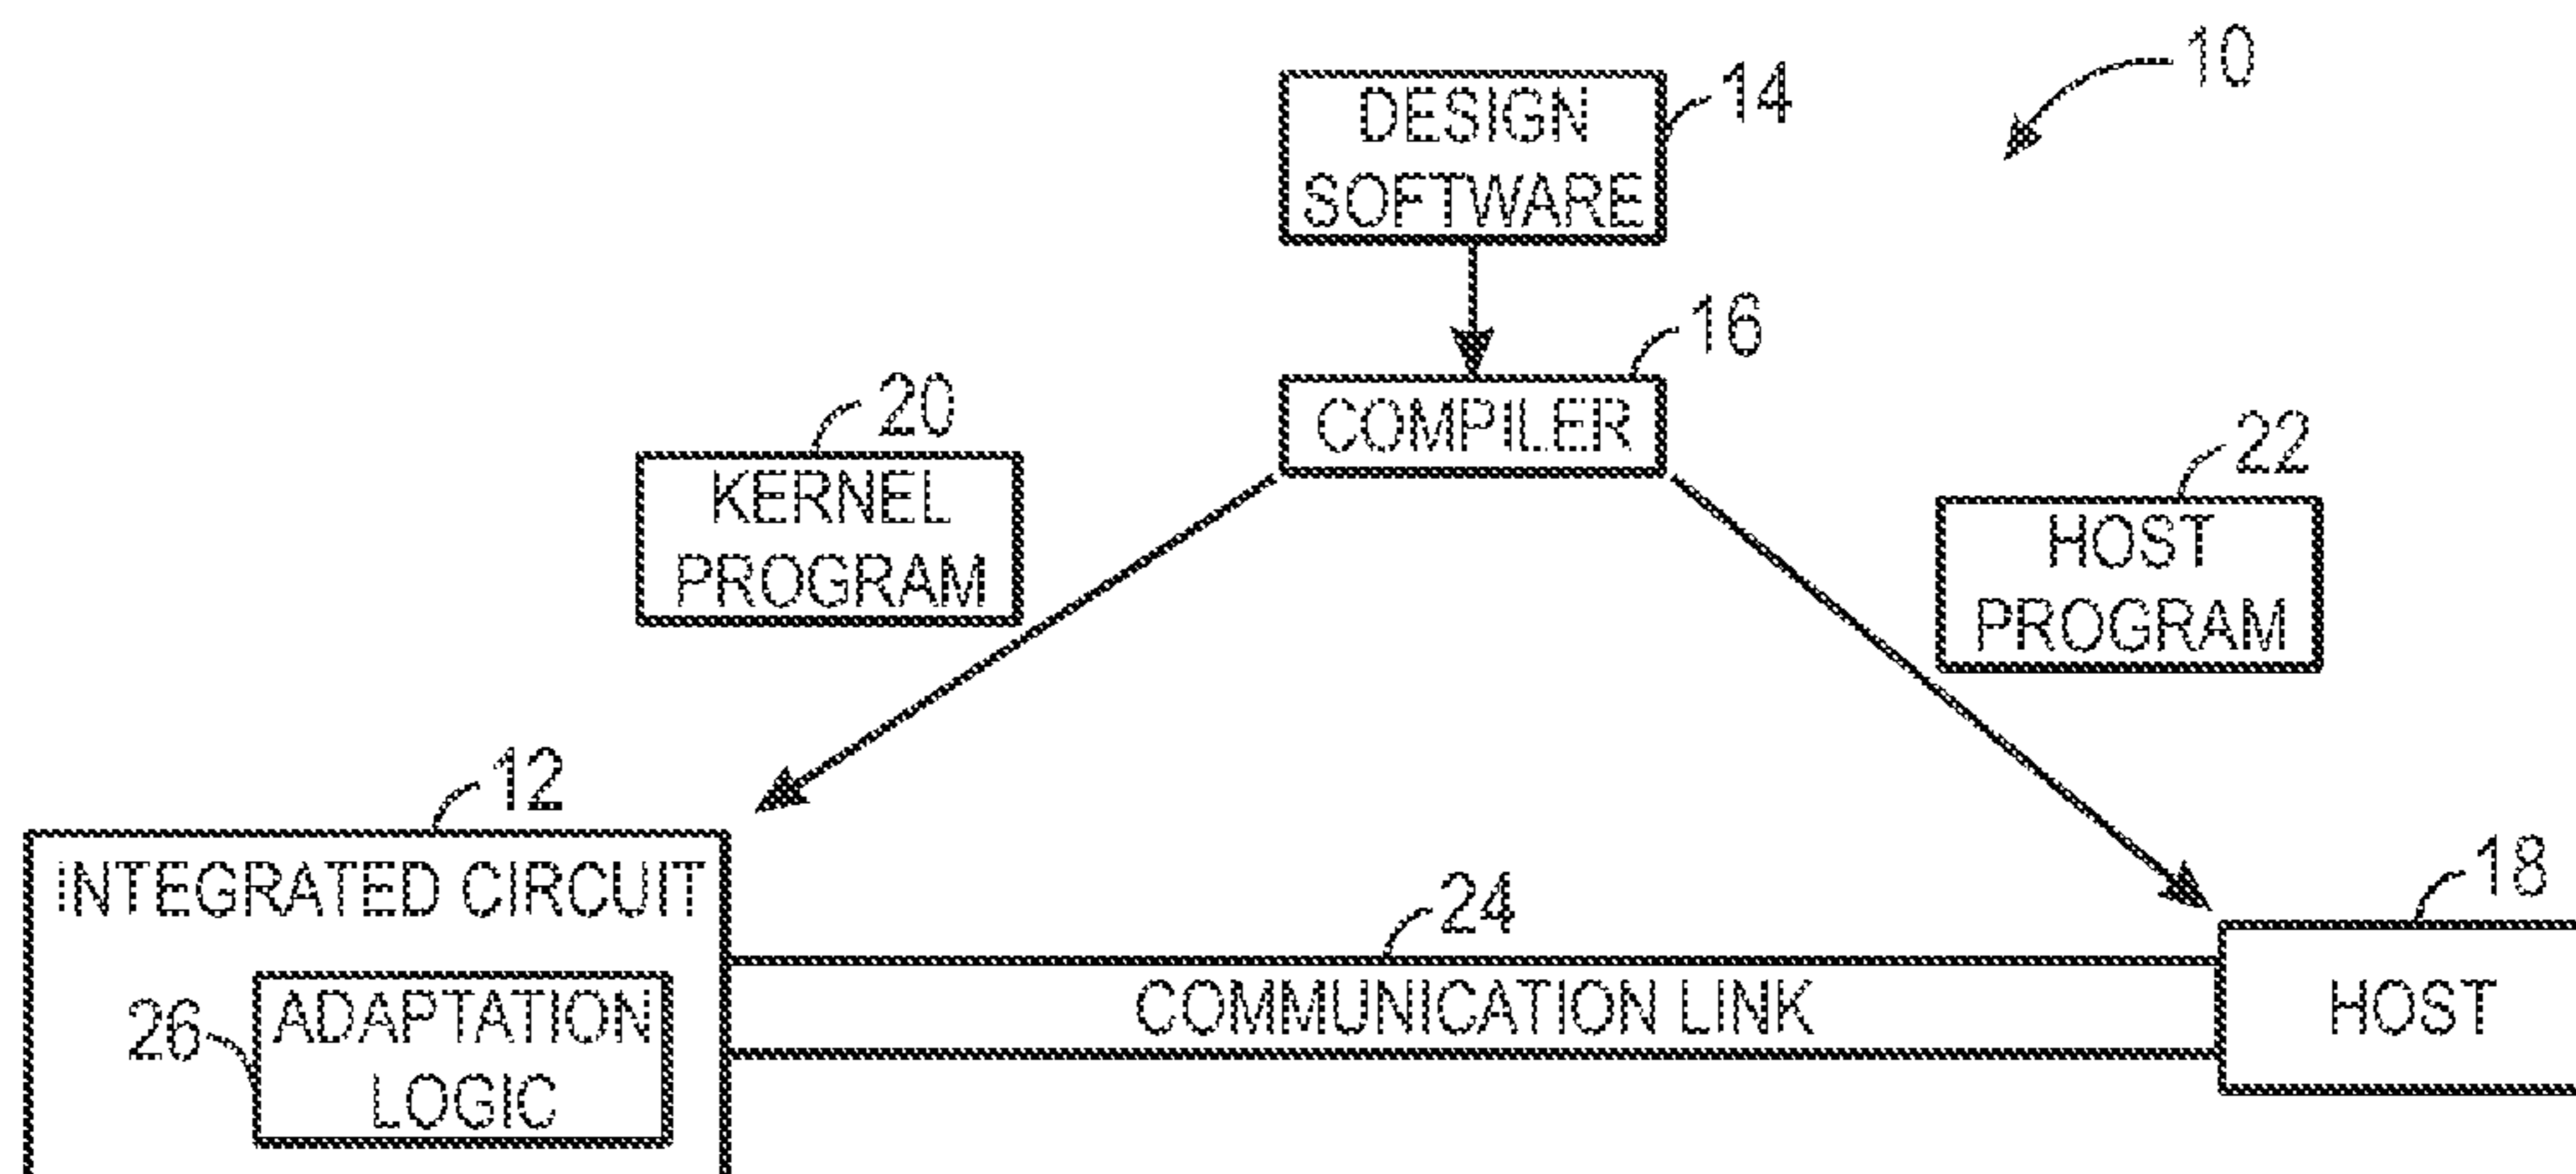 10
DESIGN
SOFTWARE
14
16
COMPILER
20
KERNEL
PROGRAM
22
HOST
PROGRAM
12
INTEGRATED CIRCUIT
24
COMMUNICATION LINK
18
HOST
26
ADAPTATION
LOGIC